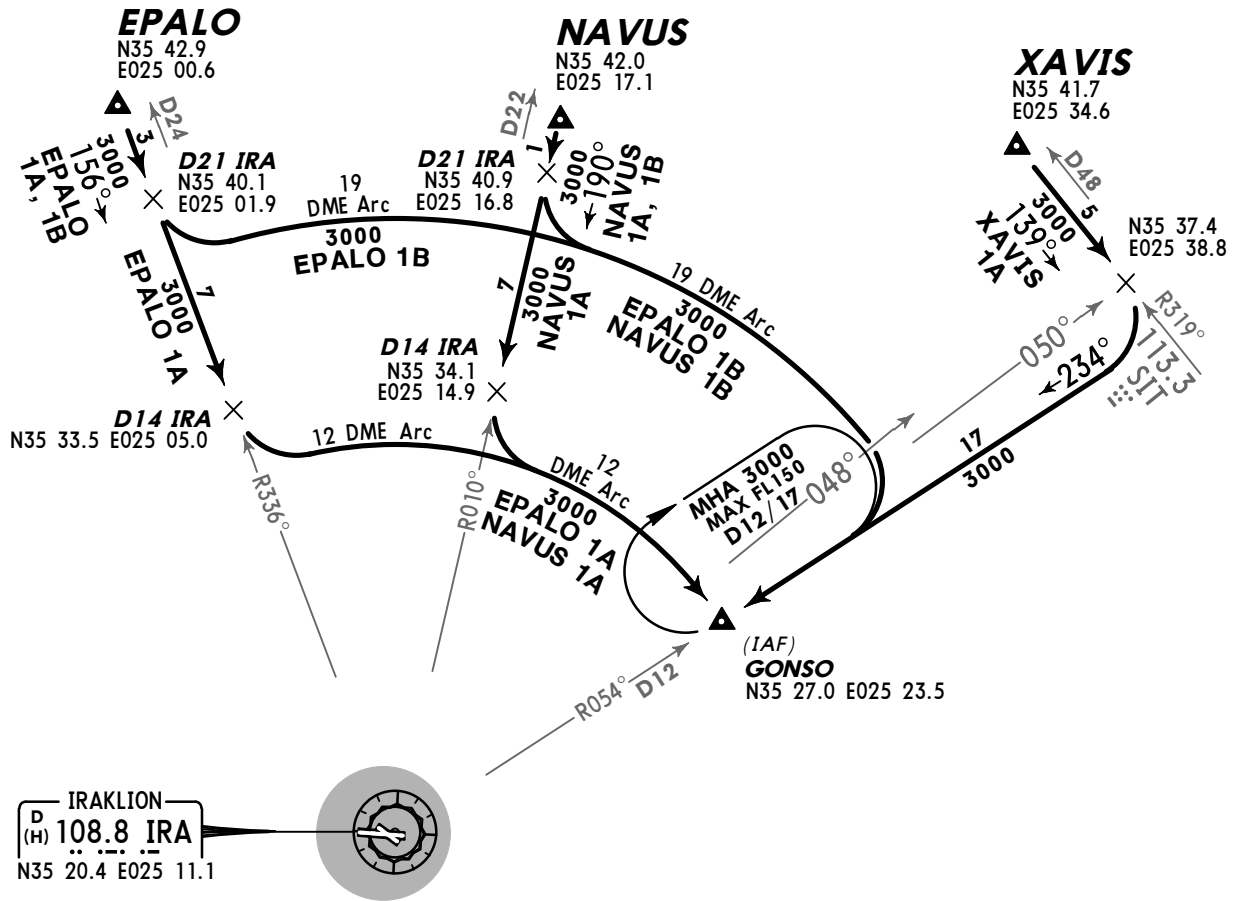 EPALO
N35 42.9
E025 00.6
NAVUS
N35 42.0
E025 17.1
XAVIS
N35 41.7
E025 34.6
D24
3
3000
156°
EPALO
1A, 1B
D21 IRA
N35 40.1
E025 01.9
D22
1
3000
190°
NAVUS
1A, 1B
D21 IRA
N35 40.9
E025 16.8
D48
5
3000
139°
XAVIS
1A
N35 37.4
E025 38.8
19
DME Arc
3000
EPALO 1B
7
3000
EPALO 1A
7
3000
NAVUS
1A
19 DME Arc
3000
EPALO 1B
NAVUS 1B
R319°
113.3
SIT
050°
234°
17
3000
D14 IRA
N35 34.1
E025 14.9
D14 IRA
N35 33.5 E025 05.0
12 DME Arc
12
DME Arc
3000
EPALO 1A
NAVUS 1A
MHA 3000
MAX FL150
D12/17
048°
R336°
R010°
(IAF)
GONSO
N35 27.0 E025 23.5
R054°
D12
IRAKLION
D
(H)
108.8 IRA
N35 20.4 E025 11.1